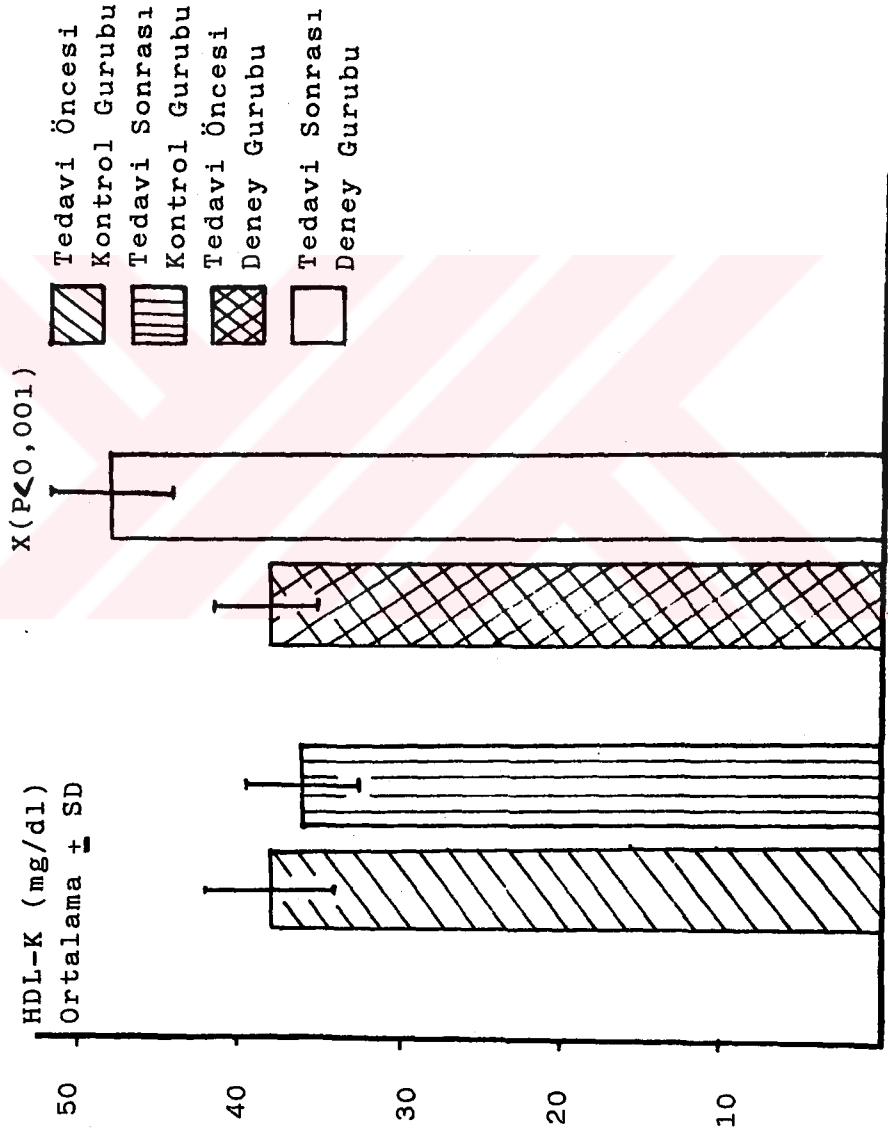 HDL-K (mg/dl)
Ortalama ± SD
X(P<0,001)
Tedavi Öncesi
Kontrol Gurubu
Tedavi Sonrası
Kontrol Gurubu
Tedavi Öncesi
Deney Gurubu
Tedavi Sonrası
Deney Gurubu
50
40
30
20
10